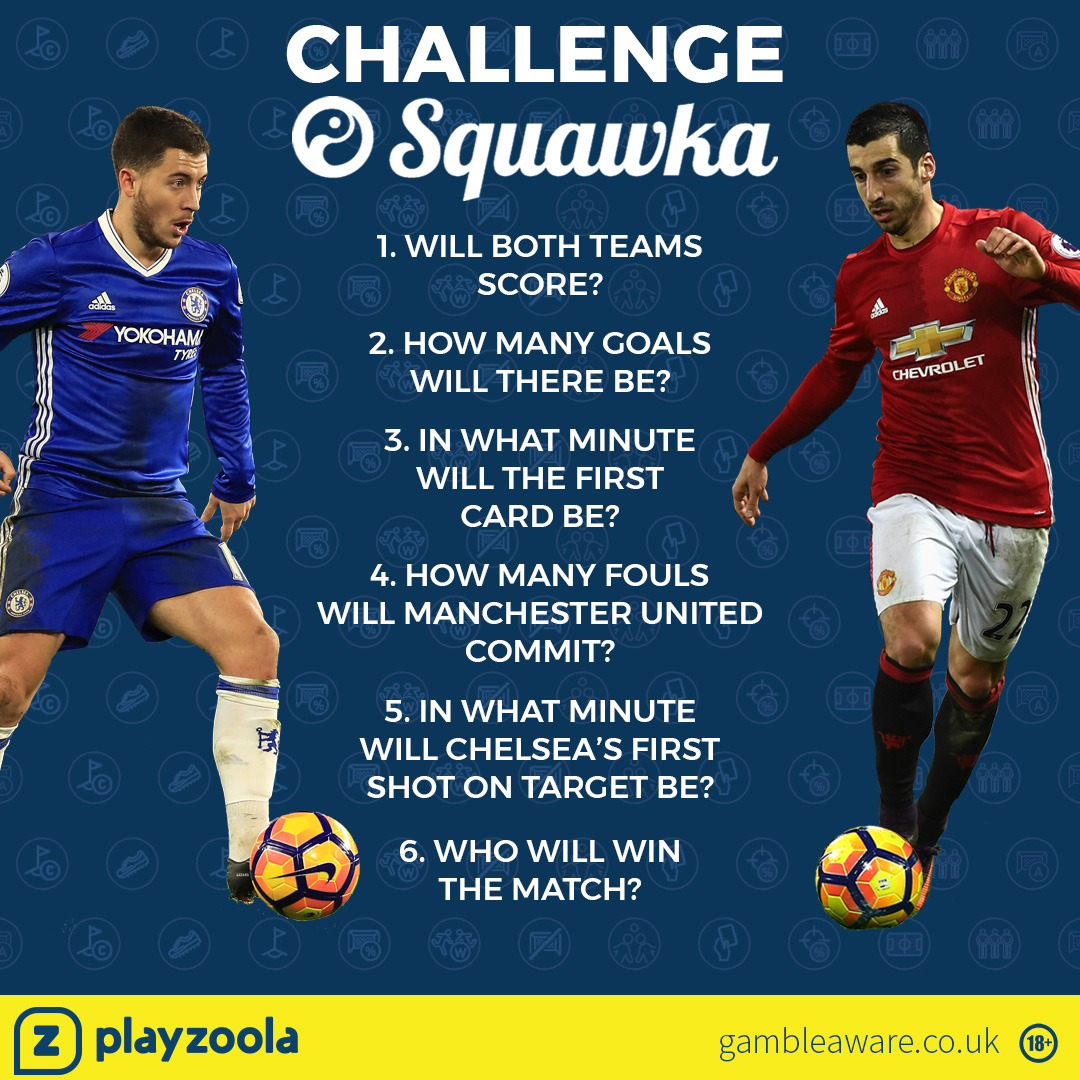 CHALLENGE
Squawka
1. WILL BOTH TEAMS
SCORE?
2. HOW MANY GOALS
WILL THERE BE?
3. IN WHAT MINUTE
WILL THE FIRST
CARD BE?
4. HOW MANY FOULS
WILL MANCHESTER UNITED
COMMIT?
5. IN WHAT MINUTE
WILL CHELSEA'S FIRST
SHOT ON TARGET BE?
6. WHO WILL WIN
THE MATCH?
adidas
YOKOHAMA
TYRES
adidas
CHEVROLET
22
Z playzoola
gambleaware.co.uk 18+